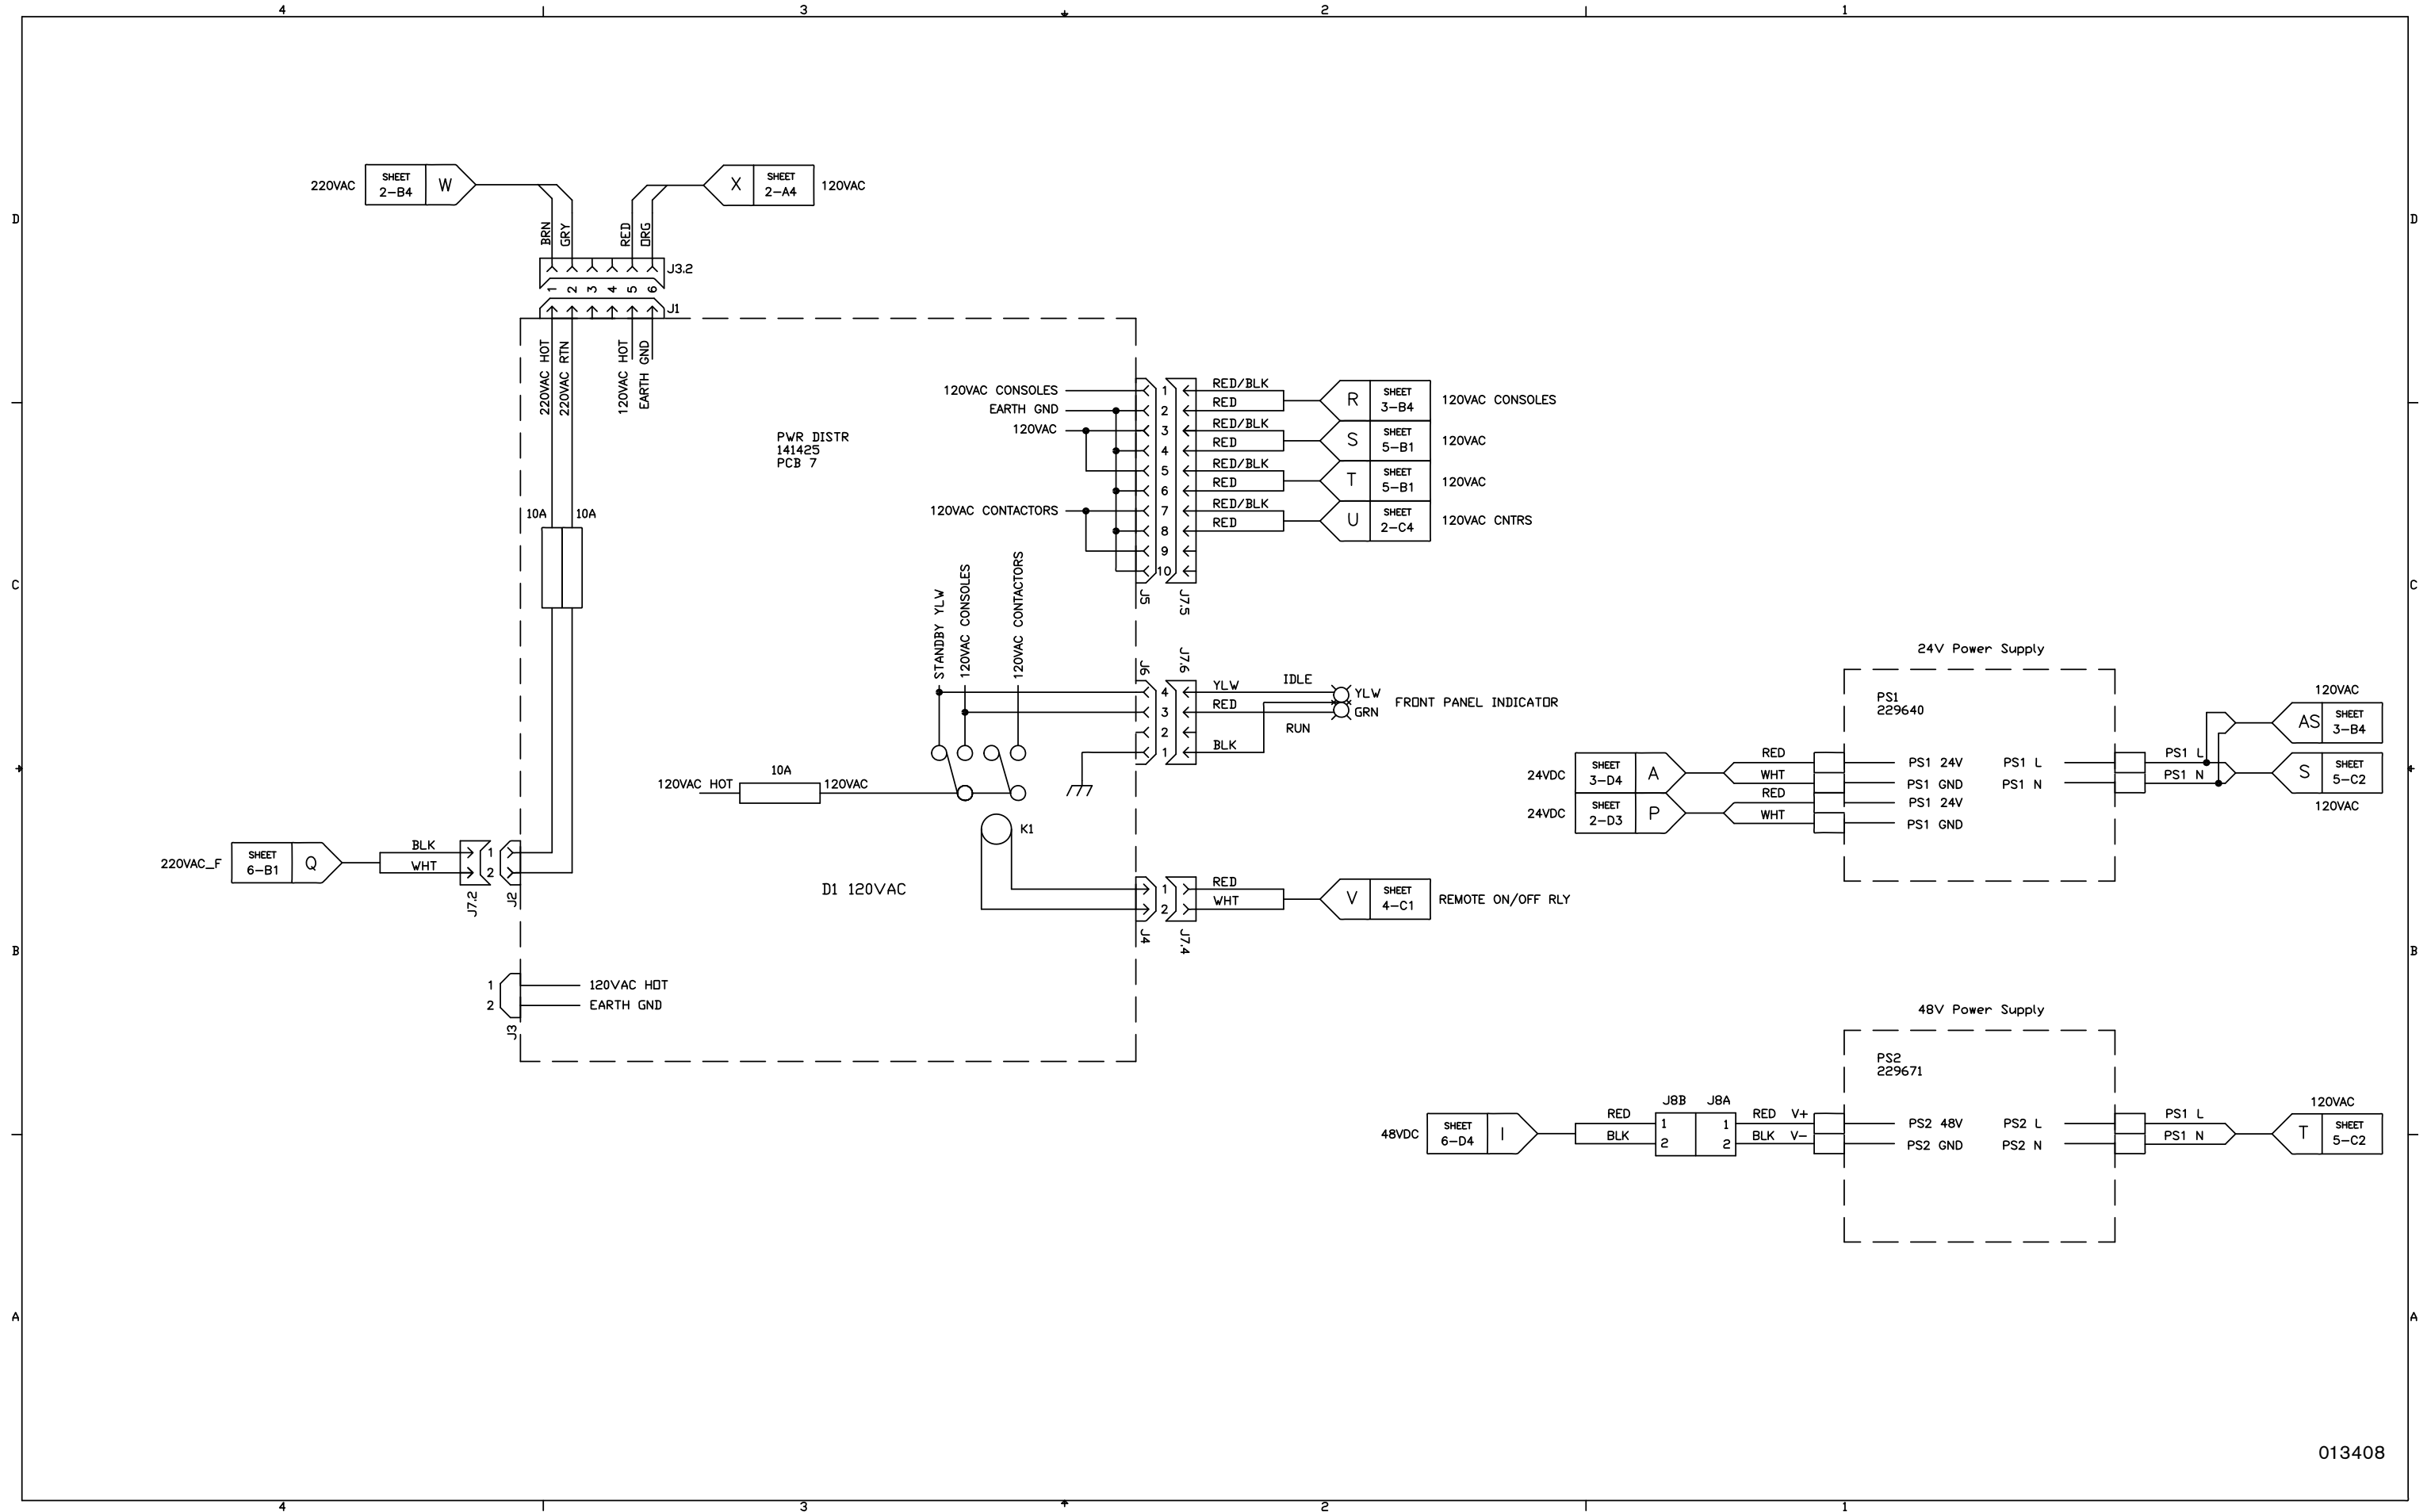 4
3
2
1
D
D
C
C
B
B
A
A
220VAC
SHEET
2-B4
W
X
SHEET
2-A4
120VAC
BRN
GRY
RED
ORG
J3.2
1
2
3
4
5
6
J1
220VAC HOT
220VAC RTN
120VAC HOT
EARTH GND
PWR DISTR
141425
PCB 7
10A
10A
120VAC CONSOLES
EARTH GND
120VAC
120VAC CONTACTORS
1
2
3
4
5
6
7
8
9
10
J5
J7.5
RED/BLK
RED
RED/BLK
RED
RED/BLK
RED
RED/BLK
RED
R
SHEET
3-B4
120VAC CONSOLES
S
SHEET
5-B1
120VAC
T
SHEET
5-B1
120VAC
U
SHEET
2-C4
120VAC CNTRS
STANDBY YLW
120VAC CONSOLES
120VAC CONTACTORS
J6
J7.6
4
3
2
1
YLW
RED
BLK
IDLE
RUN
YLW
GRN
FRONT PANEL INDICATOR
120VAC HOT
10A
120VAC
K1
D1 120VAC
220VAC_F
SHEET
6-B1
Q
BLK
WHT
1
2
J7.2
J2
1
2
J4
J7.4
RED
WHT
V
SHEET
4-C1
REMOTE ON/OFF RLY
1
2
J3
120VAC HOT
EARTH GND
24V Power Supply
PS1
229640
24VDC
SHEET
3-D4
A
RED
WHT
24VDC
SHEET
2-D3
P
RED
WHT
PS1 24V
PS1 GND
PS1 24V
PS1 GND
PS1 L
PS1 N
PS1 L
PS1 N
120VAC
AS
SHEET
3-B4
S
SHEET
5-C2
120VAC
48V Power Supply
PS2
229671
48VDC
SHEET
6-D4
I
RED
BLK
J8B
J8A
1
2
1
2
RED V+
BLK V-
PS2 48V
PS2 GND
PS2 L
PS2 N
PS1 L
PS1 N
120VAC
T
SHEET
5-C2
013408
4
3
2
1